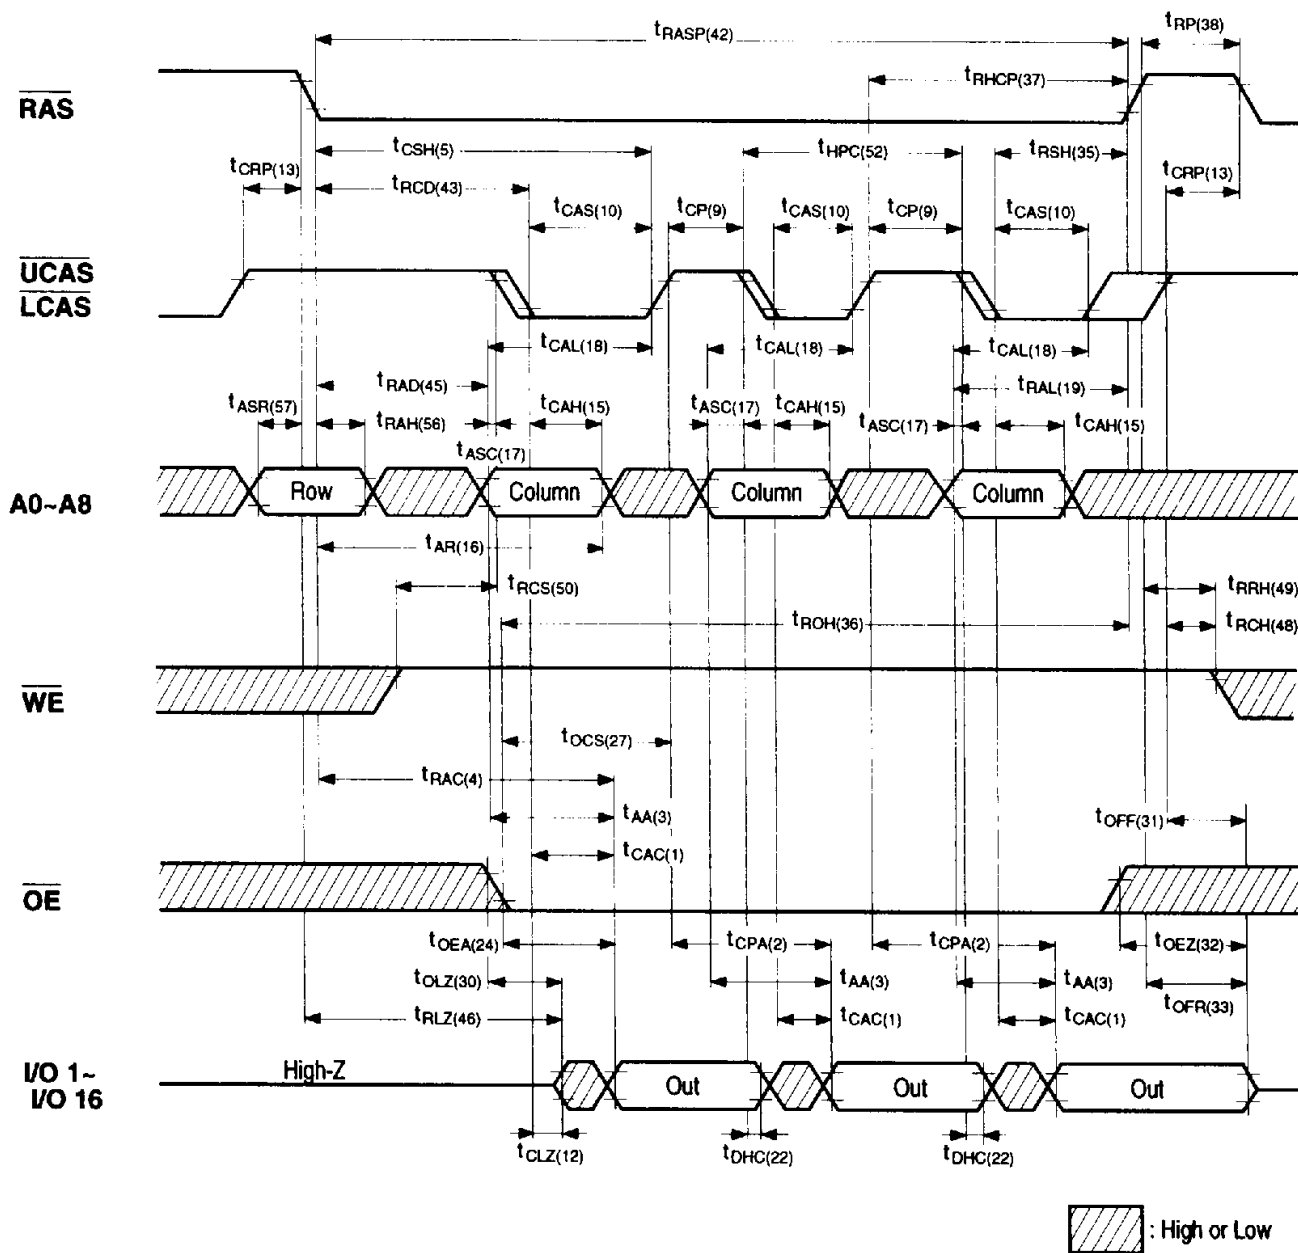 tRASP(42)
tRP(38)
tRHCP(37)
RAS
tCSH(5)
tHPC(52)
tRSH(35)
tCRP(13)
tRCD(43)
tCRP(13)
tCAS(10)
tCP(9)
tCAS(10)
tCP(9)
tCAS(10)
UCAS
LCAS
tCAL(18)
tCAL(18)
tCAL(18)
tRAD(45)
tRAL(19)
tASR(57)
tRAH(56)
tCAH(15)
tASC(17)
tCAH(15)
tASC(17)
tCAH(15)
tASC(17)
A0~A8
Row
Column
Column
Column
tAR(16)
tRCS(50)
tRRH(49)
tROH(36)
tRCH(48)
WE
tOCS(27)
tRAC(4)
tAA(3)
tOFF(31)
tCAC(1)
OE
tOEA(24)
tCPA(2)
tCPA(2)
tOEZ(32)
tOLZ(30)
tAA(3)
tAA(3)
tOFR(33)
tRLZ(46)
tCAC(1)
tCAC(1)
I/O 1~
I/O 16
High-Z
Out
Out
Out
tCLZ(12)
tDHC(22)
tDHC(22)
: High or Low